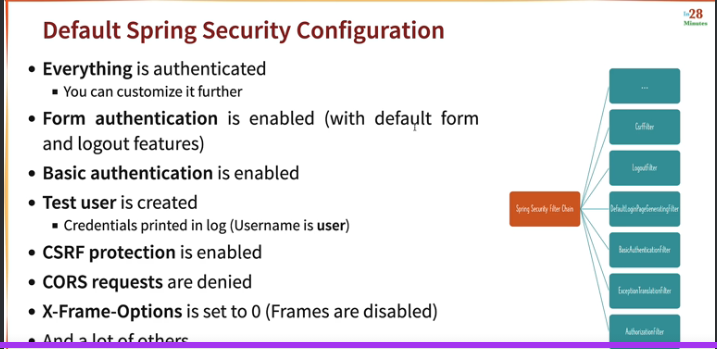 Default Spring Security Configuration
in28
Minutes
• Everything is authenticated
▪ You can customize it further
• Form authentication is enabled (with default form
and logout features)
• Basic authentication is enabled
• Test user is created
▪ Credentials printed in log (Username is user)
• CSRF protection is enabled
• CORS requests are denied
• X-Frame-Options is set to 0 (Frames are disabled)
• And a lot of others
Spring Security Filter Chain
...
CorFilter
LogoutFilter
DefaultLoginPageGeneratingFilter
BasicAuthenticationFilter
ExceptionTranslationFilter
AuthorizationFilter